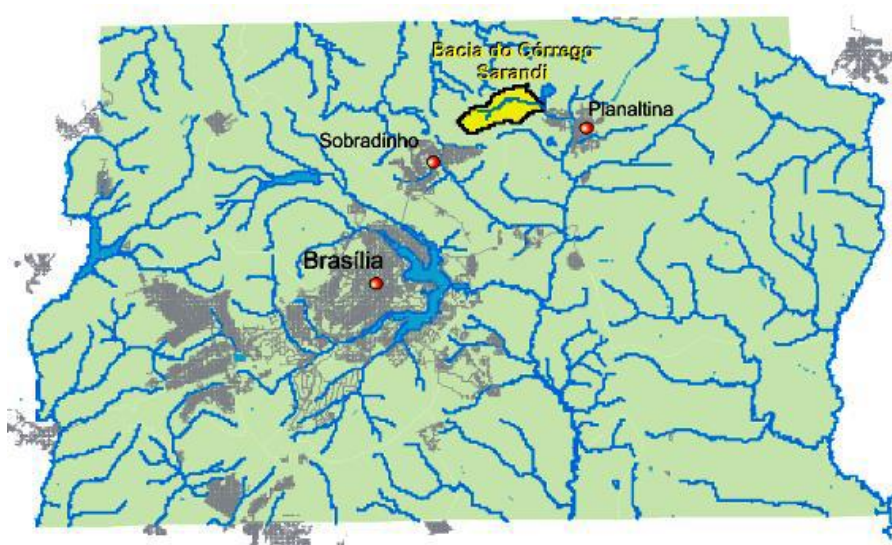 Bacia do Córrego
Sarandi
Planaltina
Sobradinho
Brasília